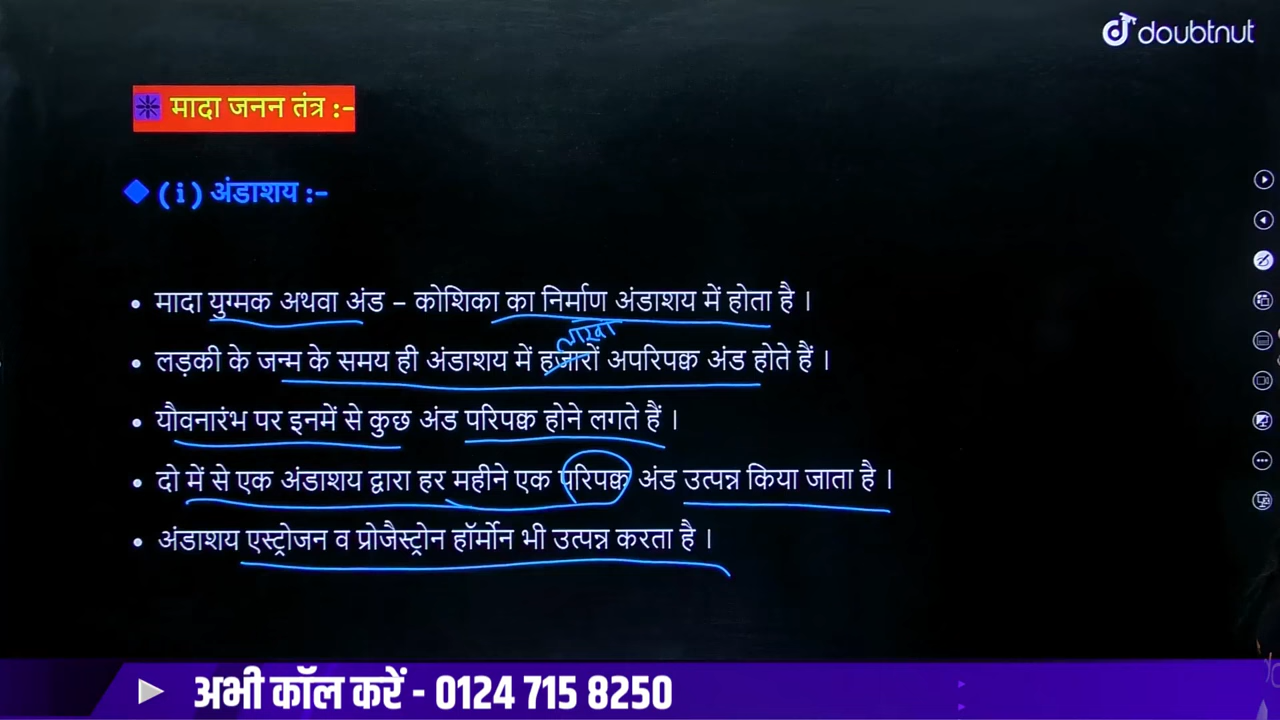 doubtnut
मादा जनन तंत्र :-
( i ) अंडाशय :-
• मादा युग्मक अथवा अंड – कोशिका का निर्माण अंडाशय में होता है ।
लाखों
• लड़की के जन्म के समय ही अंडाशय में हजारों अपरिपक्व अंड होते हैं ।
• यौवनारंभ पर इनमें से कुछ अंड परिपक्व होने लगते हैं ।
• दो में से एक अंडाशय द्वारा हर महीने एक परिपक्व अंड उत्पन्न किया जाता है ।
• अंडाशय एस्ट्रोजन व प्रोजैस्ट्रोन हॉर्मोन भी उत्पन्न करता है ।
अभी कॉल करें - 0124 715 8250